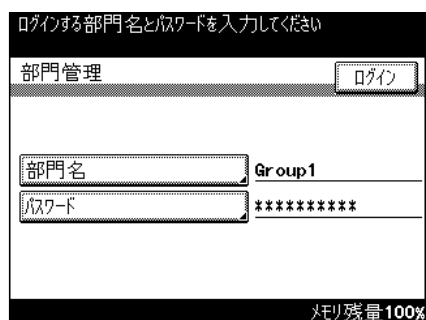 ログインする部門名とパスワードを入力してください
部門管理
ログイン
部門名
Group1
パスワード
**********
メモリ残量100%